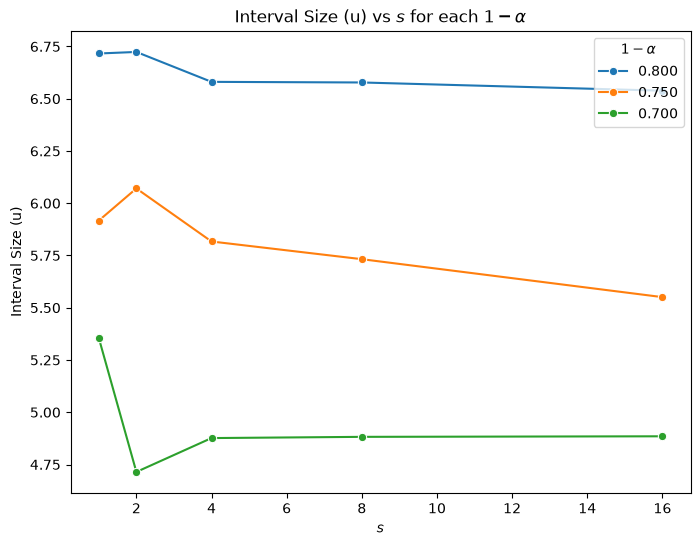 Interval Size (u) vs s for each 1 − α
1 − α
0.800
0.750
0.700
6.75
6.50
6.25
6.00
5.75
5.50
5.25
5.00
4.75
Interval Size (u)
2 4 6 8 10 12 14 16
s